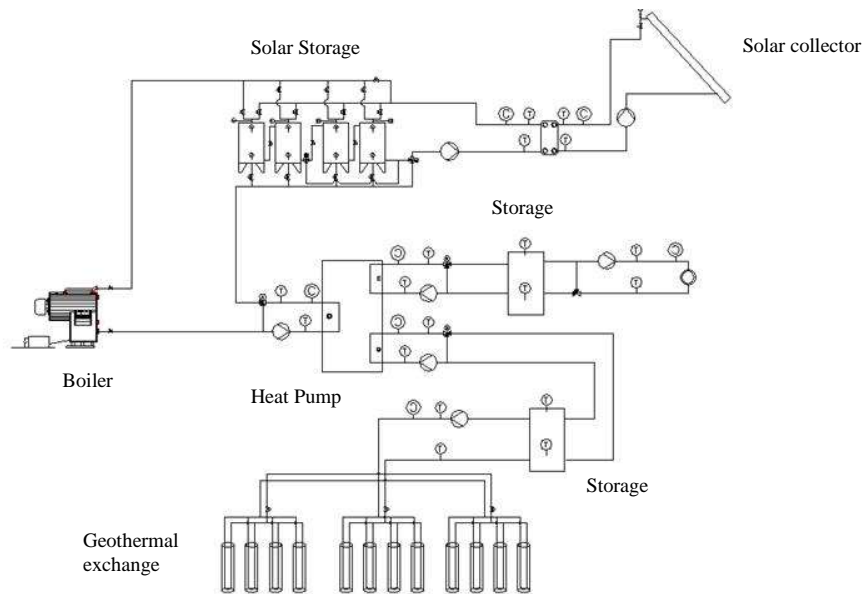 Solar Storage
Solar collector
C T T C
T T
Storage
C T
T
T C
T
T C
T
T
T
C T
T
Boiler
Heat Pump
C T
T
T
T
Storage
Geothermal
exchange